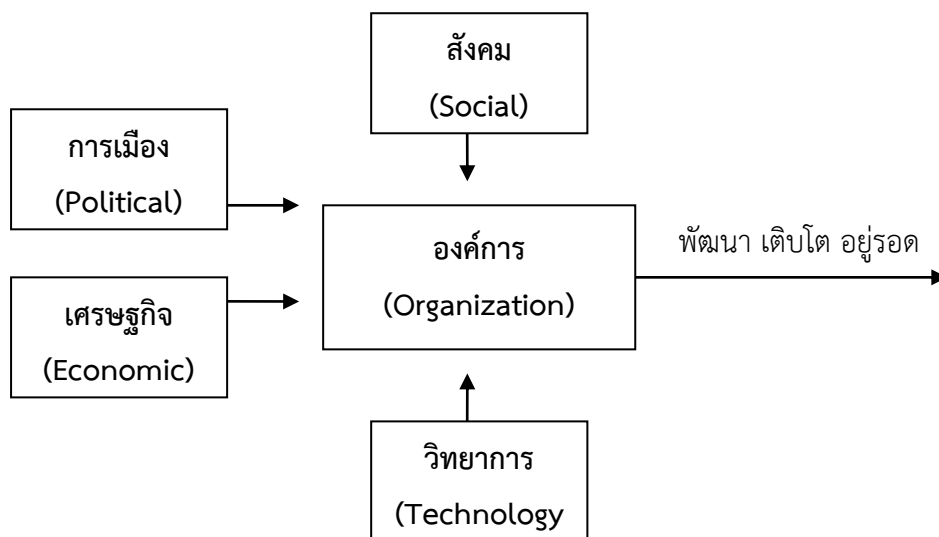 สังคม
(Social)
การเมือง
(Political)
องค์การ
(Organization)
พัฒนา เติบโต อยู่รอด
เศรษฐกิจ
(Economic)
วิทยาการ
(Technology